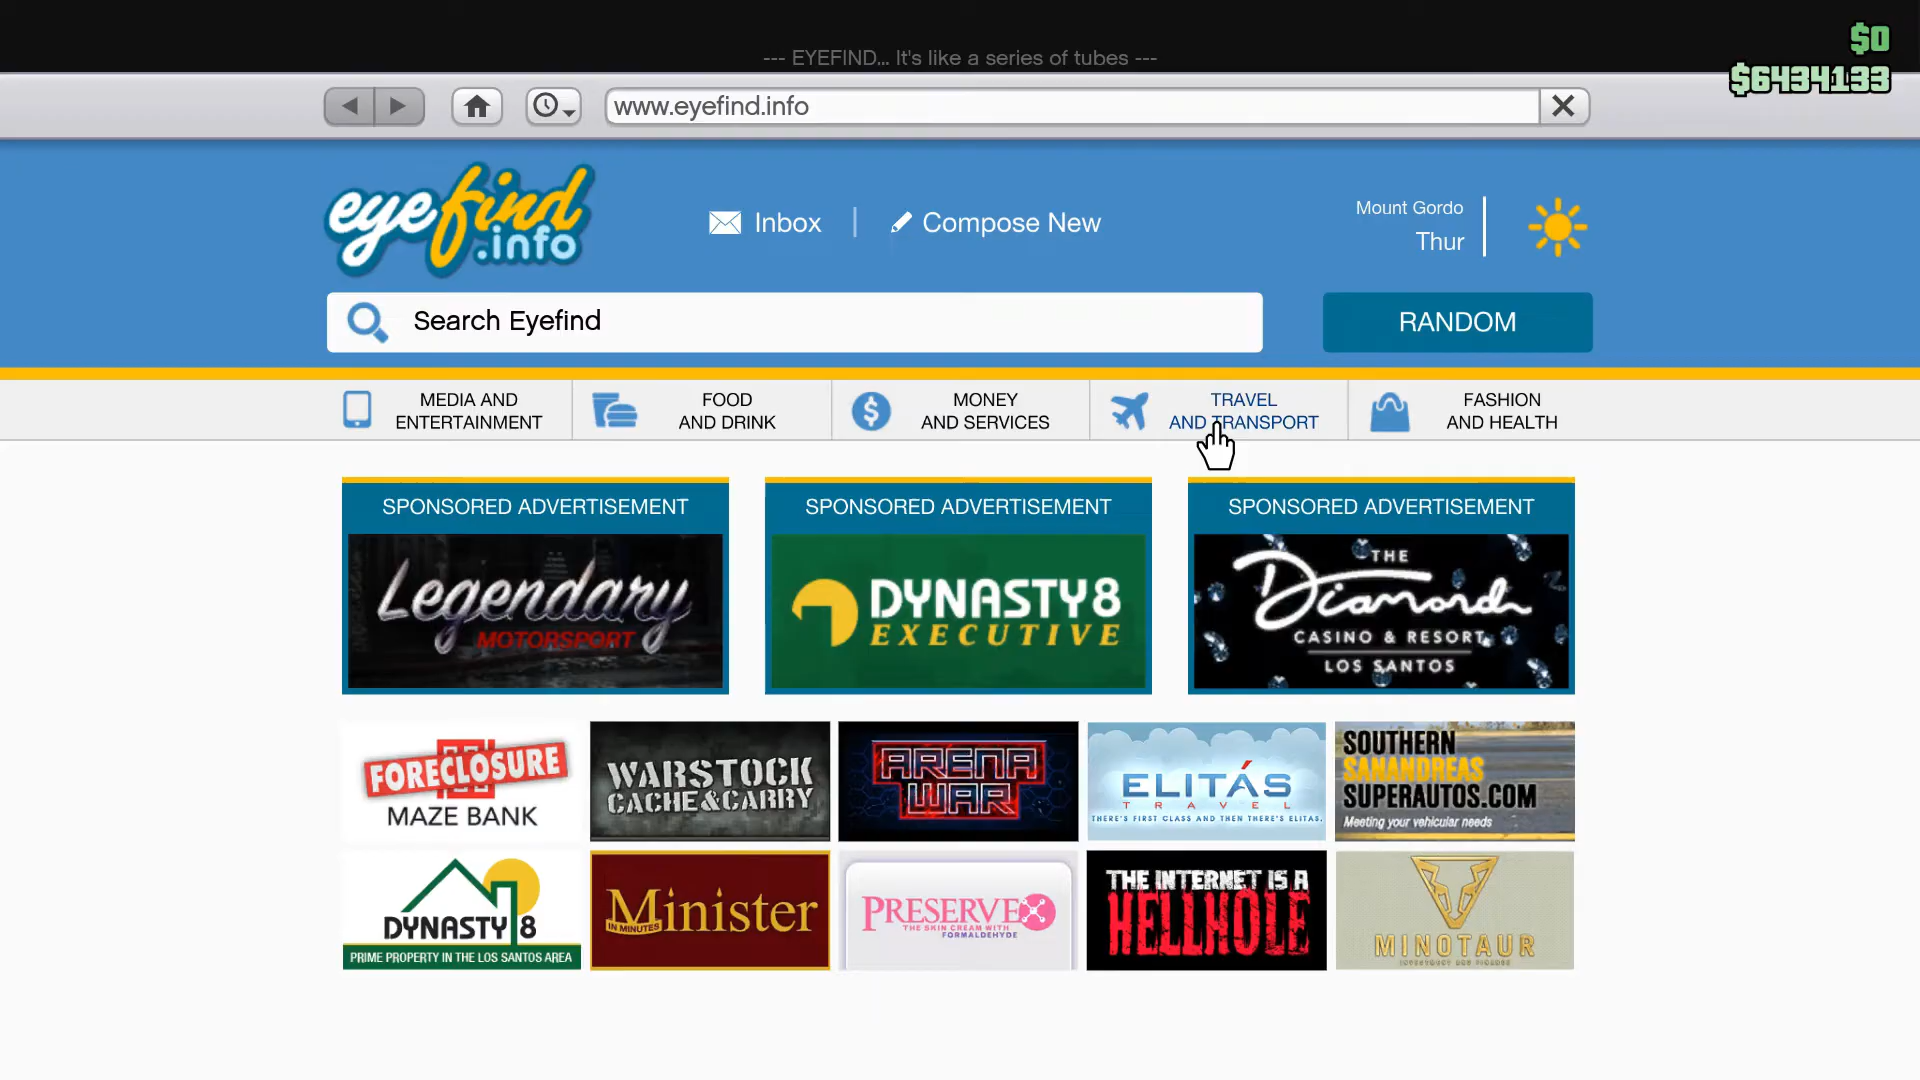 --- EYEFIND... It's like a series of tubes ---
$0
$6434133
www.eyefind.info
eyefind.info
Inbox
Compose New
Mount Gordo
Thur
Search Eyefind
RANDOM
MEDIA AND
ENTERTAINMENT
FOOD
AND DRINK
MONEY
AND SERVICES
TRAVEL
AND TRANSPORT
FASHION
AND HEALTH
SPONSORED ADVERTISEMENT
Legendary
MOTORSPORT
SPONSORED ADVERTISEMENT
DYNASTY8
EXECUTIVE
SPONSORED ADVERTISEMENT
THE
Diamond
CASINO & RESORT
LOS SANTOS
FORECLOSURE
MAZE BANK
WARSTOCK
CACHE&CARRY
ARENA
WAR
ELITÁS
TRAVEL
THERE'S FIRST CLASS AND THEN THERE'S ELITAS.
SOUTHERN
SANANDREAS
SUPERAUTOS.COM
Meeting your vehicular needs
DYNASTY 8
PRIME PROPERTY IN THE LOS SANTOS AREA
Minister
IN MINUTES
PRESERVEX
THE SKIN CREAM WITH
FORMALDEHYDE
THE INTERNET IS A
HELLHOLE
MINOTAUR
INVESTMENT AND FINANCE